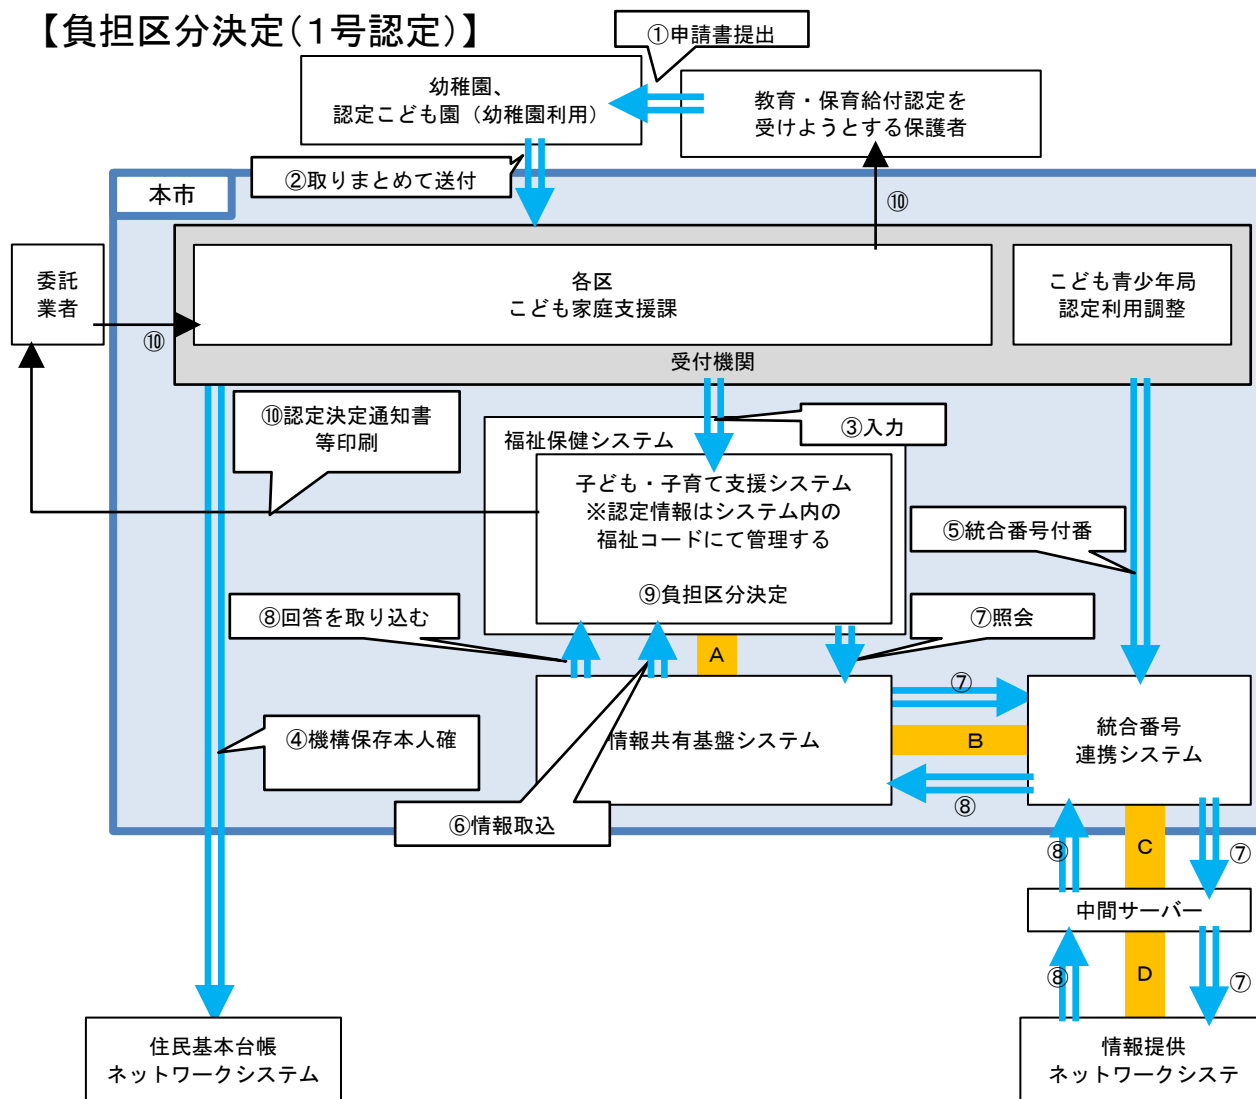 【負担区分決定（１号認定）】
①申請書提出
幼稚園、
認定こども園（幼稚園利用）
教育・保育給付認定を
受けようとする保護者
②取りまとめて送付
本市
⑩
委託
業者
各区
こども家庭支援課
こども青少年局
認定利用調整
⑩
受付機関
⑩認定決定通知書
等印刷
③入力
福祉保健システム
子ども・子育て支援システム
※認定情報はシステム内の
福祉コードにて管理する
⑤統合番号付番
⑨負担区分決定
⑧回答を取り込む
⑦照会
A
⑦
④機構保存本人確
情報共有基盤システム
B
統合番号
連携システム
⑧
⑥情報取込
⑧
C
⑦
中間サーバー
⑧
D
⑦
住民基本台帳
ネットワークシステム
情報提供
ネットワークシステ